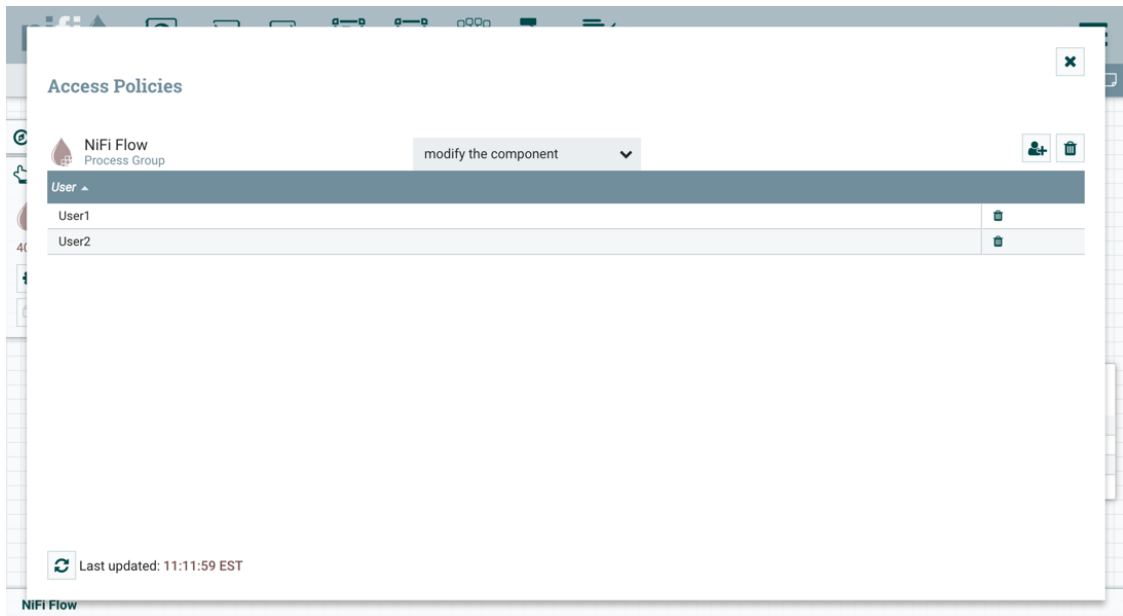 Access Policies
NiFi Flow
Process Group
modify the component
User
User1
User2
Last updated: 11:11:59 EST
NiFi Flow